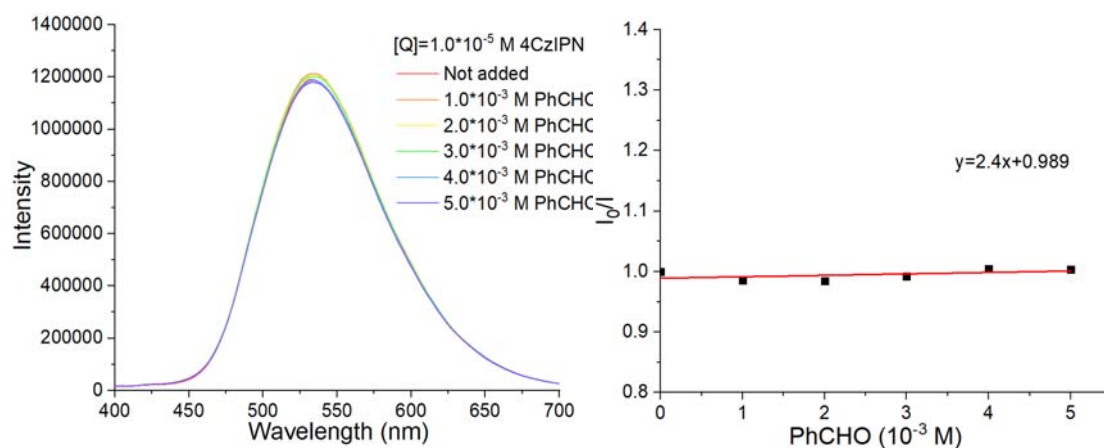 1400000
1200000
1000000
800000
600000
400000
200000
0
Intensity
400 450 500 550 600 650 700
Wavelength (nm)
[Q]=1.0*10⁻⁵ M 4CzIPN
Not added
1.0*10⁻³ M PhCHO
2.0*10⁻³ M PhCHO
3.0*10⁻³ M PhCHO
4.0*10⁻³ M PhCHO
5.0*10⁻³ M PhCHO
1.4
1.3
1.2
1.1
1.0
0.9
0.8
I₀/I
y=2.4x+0.989
0 1 2 3 4 5
PhCHO (10⁻³ M)